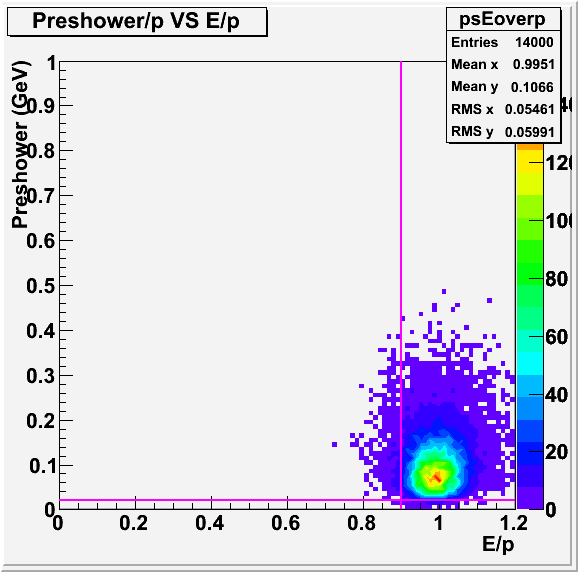 Preshower/p VS E/p
psEoverp
Entries 14000
Mean x 0.9951
Mean y 0.1066
RMS x 0.05461
RMS y 0.05991
Preshower (GeV)
1
0.9
0.8
0.7
0.6
0.5
0.4
0.3
0.2
0.1
0
0 0.2 0.4 0.6 0.8 1 1.2
E/p
120
100
80
60
40
20
0